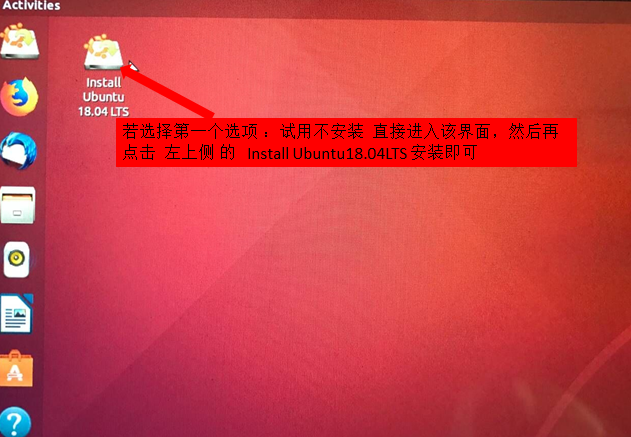 Activities
Install
Ubuntu
18.04 LTS
若选择第一个选项：试用不安装 直接进入该界面，然后再
点击 左上侧 的 Install Ubuntu18.04LTS 安装即可